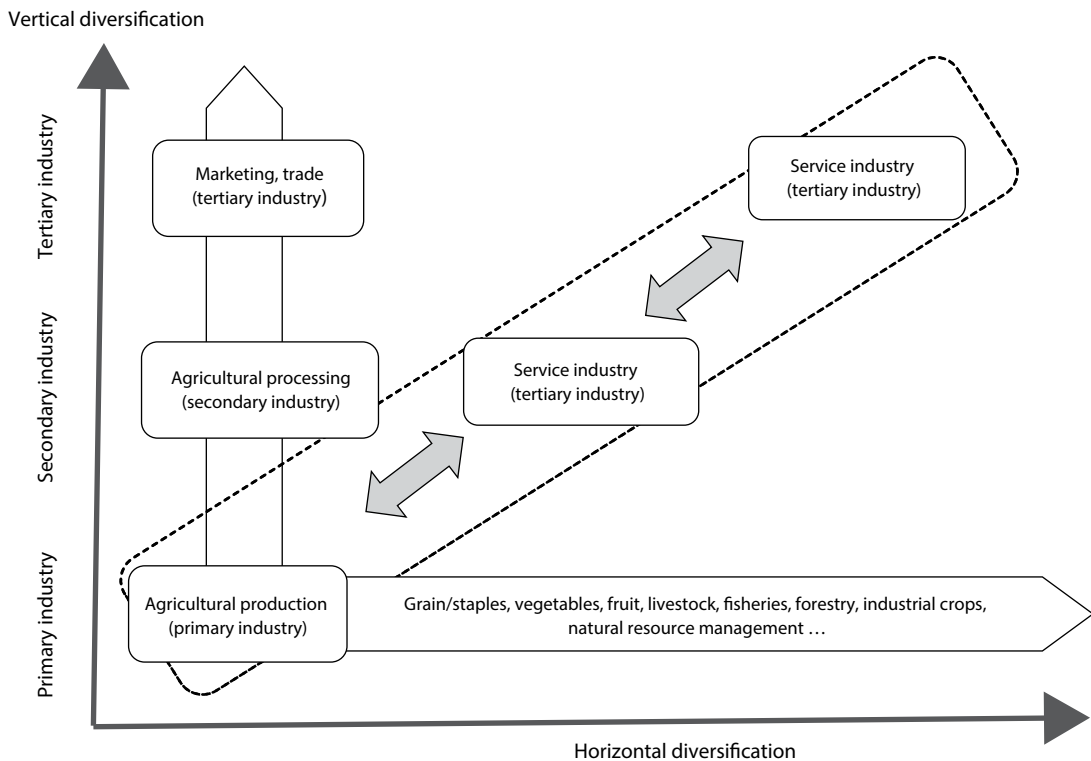 Vertical diversification
Tertiary industry
Secondary industry
Primary industry
Marketing, trade
(tertiary industry)
Service industry
(tertiary industry)
Agricultural processing
(secondary industry)
Service industry
(tertiary industry)
Agricultural production
(primary industry)
Grain/staples, vegetables, fruit, livestock, fisheries, forestry, industrial crops,
natural resource management …
Horizontal diversification